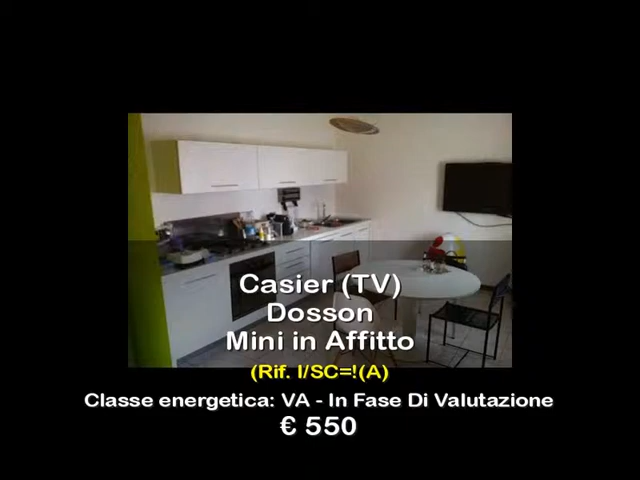 Casier (TV)
Dosson
Mini in Affitto
(Rif. I/SC=!(A)
Classe energetica: VA - In Fase Di Valutazione
€ 550